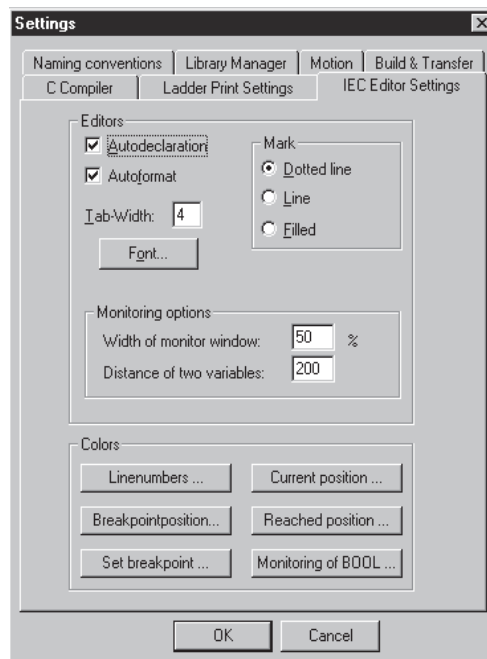 Settings
Naming conventions Library Manager Motion Build & Transfer
C Compiler Ladder Print Settings IEC Editor Settings
Editors
Autodeclaration
Autoformat
Tab-Width: 4
Font...
Mark
Dotted line
Line
Filled
Monitoring options
Width of monitor window: 50 %
Distance of two variables: 200
Colors
Linenumbers ... Current position ...
Breakpointposition... Reached position ...
Set breakpoint ... Monitoring of BOOL ...
OK Cancel